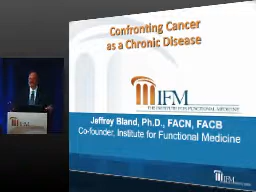 Confronting Cancer
as a Chronic Disease
IFM
THE INSTITUTE FOR FUNCTIONAL MEDICINE
Jeffrey Bland, Ph.D., FACN, FACB
Co-founder, Institute for Functional Medicine
IFM